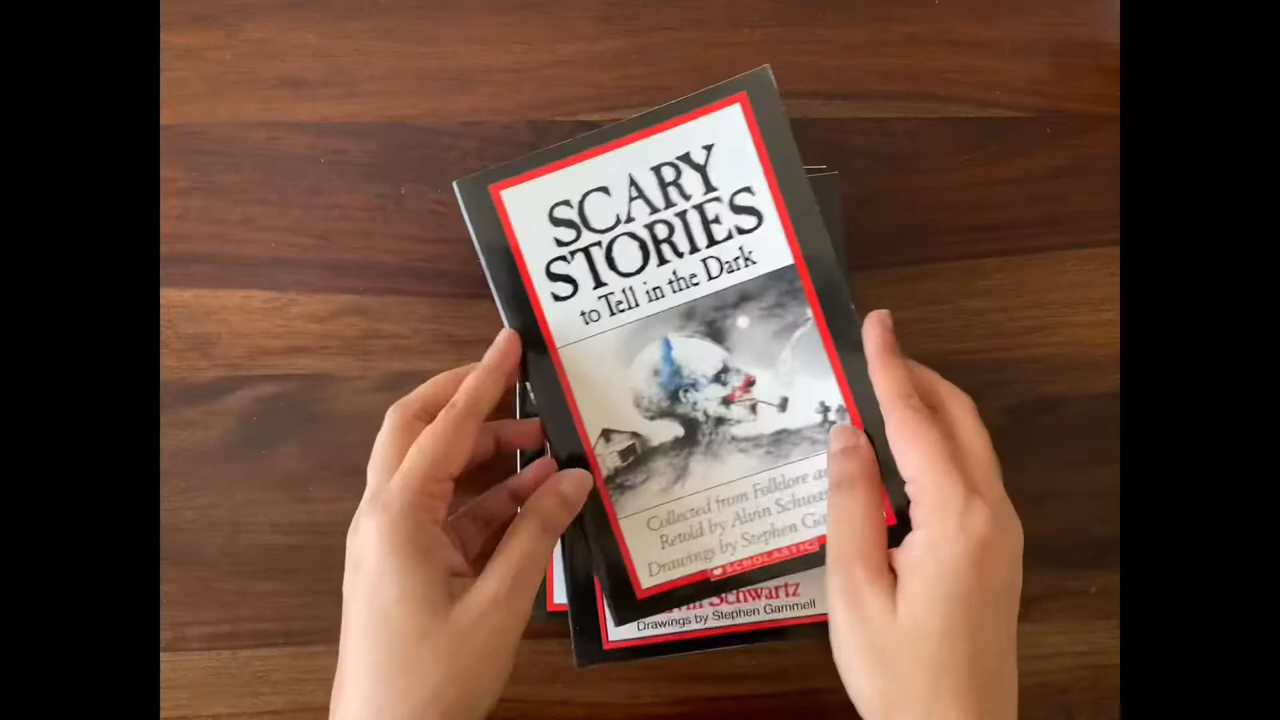 SCARY
STORIES
to Tell in the Dark
Collected from Folklore
Retold by Alvin
Drawings by Stephen
SCHOLASTIC
Schwartz
Drawings by Stephen Gammell